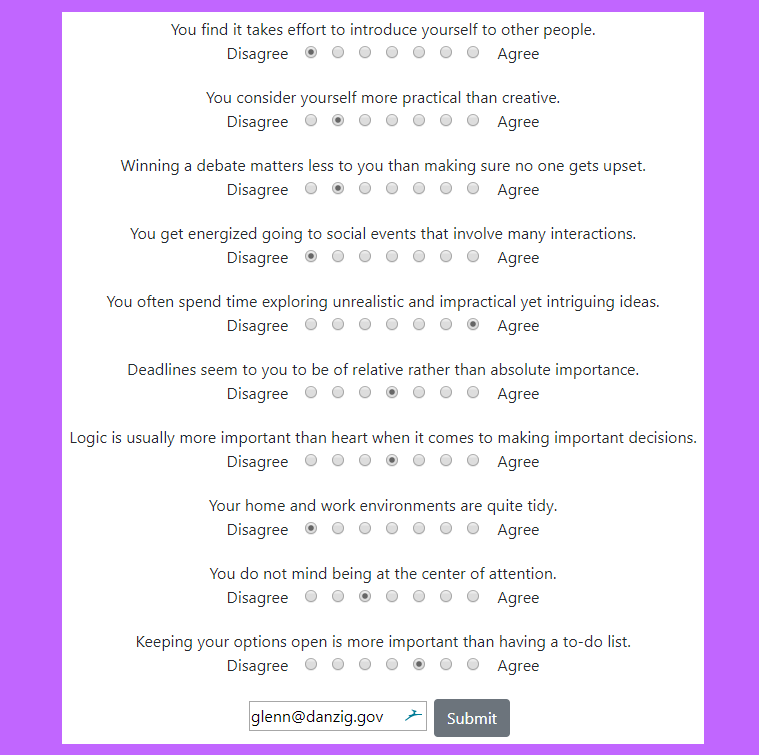 You find it takes effort to introduce yourself to other people.
Disagree Agree
You consider yourself more practical than creative.
Disagree Agree
Winning a debate matters less to you than making sure no one gets upset.
Disagree Agree
You get energized going to social events that involve many interactions.
Disagree Agree
You often spend time exploring unrealistic and impractical yet intriguing ideas.
Disagree Agree
Deadlines seem to you to be of relative rather than absolute importance.
Disagree Agree
Logic is usually more important than heart when it comes to making important decisions.
Disagree Agree
Your home and work environments are quite tidy.
Disagree Agree
You do not mind being at the center of attention.
Disagree Agree
Keeping your options open is more important than having a to-do list.
Disagree Agree
glenn@danzig.gov Submit